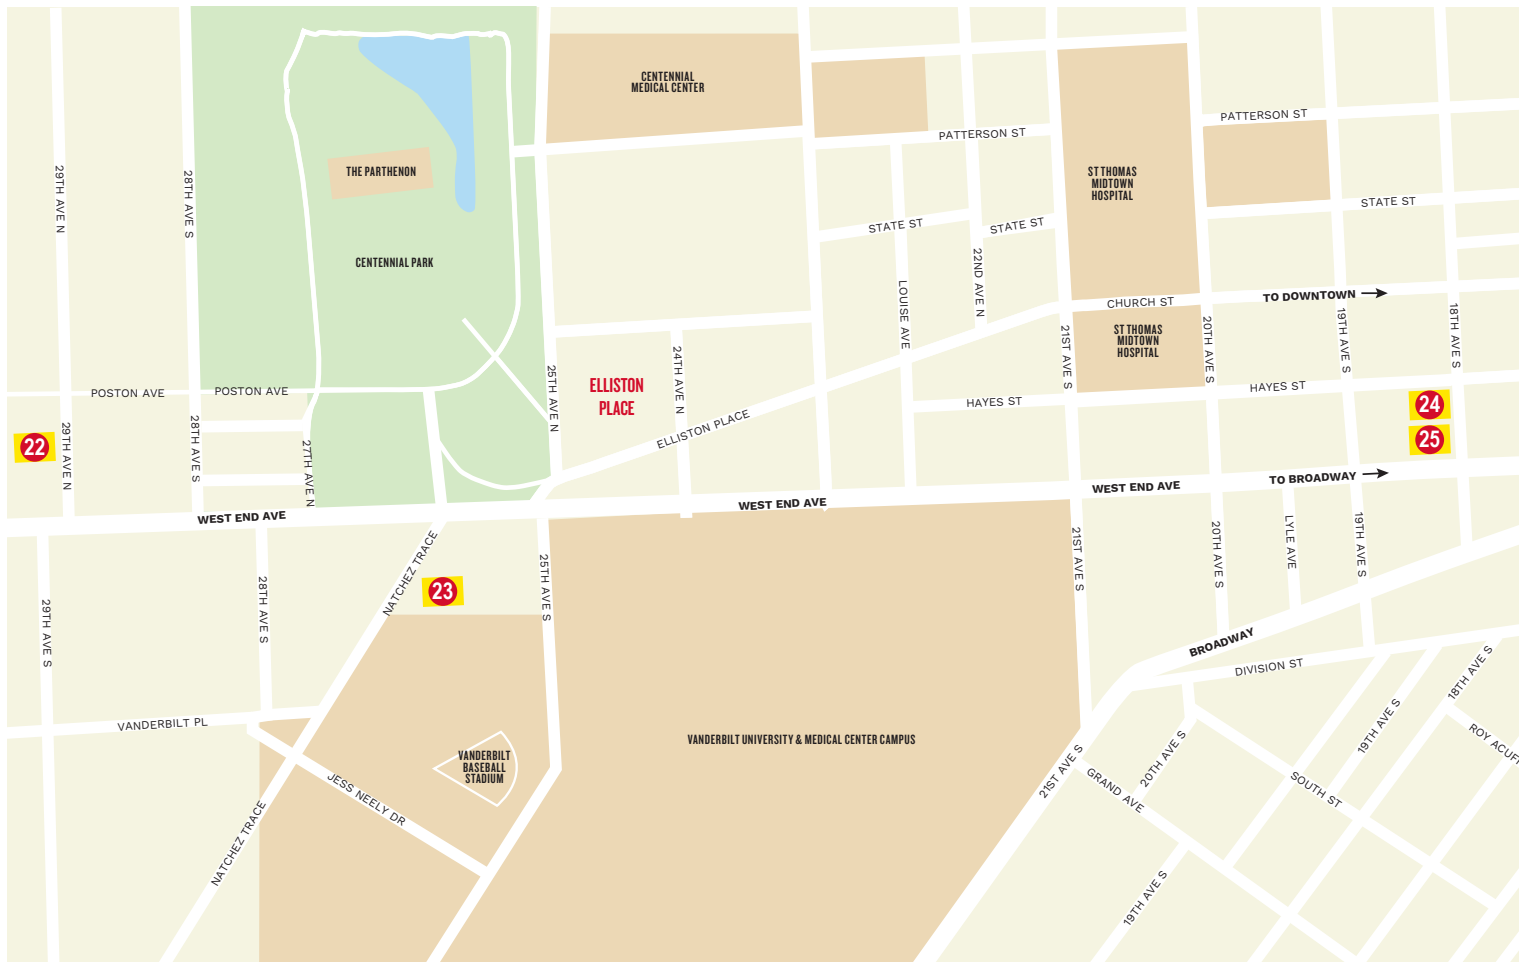 CENTENNIAL
MEDICAL CENTER
PATTERSON ST
PATTERSON ST
29TH AVE N
28TH AVE S
THE PARTHENON
ST THOMAS
MIDTOWN
HOSPITAL
STATE ST
STATE ST
STATE ST
CENTENNIAL PARK
22ND AVE N
LOUISE AVE
CHURCH ST
TO DOWNTOWN
ST THOMAS
MIDTOWN
HOSPITAL
21ST AVE S
20TH AVE S
19TH AVE S
18TH AVE S
25TH AVE N
24TH AVE N
ELLISTON
PLACE
POSTON AVE
POSTON AVE
HAYES ST
HAYES ST
24
25
22
29TH AVE N
28TH AVE S
27TH AVE N
ELLISTON PLACE
WEST END AVE
WEST END AVE
WEST END AVE
TO BROADWAY
29TH AVE S
28TH AVE S
NATCHEZ TRACE
23
25TH AVE S
21ST AVE S
20TH AVE S
LYLE AVE
19TH AVE S
BROADWAY
DIVISION ST
VANDERBILT PL
18TH AVE S
19TH AVE S
ROY ACUFF
VANDERBILT
BASEBALL
STADIUM
VANDERBILT UNIVERSITY & MEDICAL CENTER CAMPUS
20TH AVE S
21ST AVE S
GRAND AVE
SOUTH ST
JESS NEELY DR
NATCHEZ TRACE
19TH AVE S